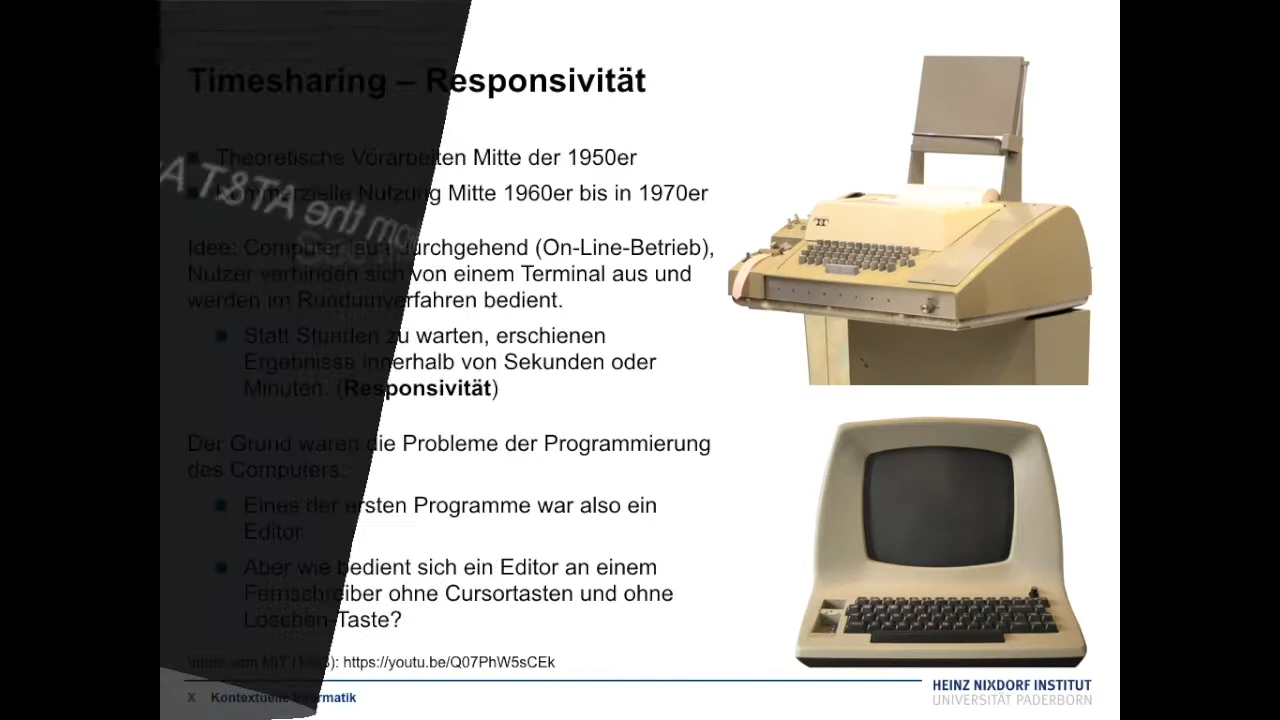 Timesharing – Responsivität
Theoretische Vorarbeiten Mitte der 1950er
Kommerzielle Nutzung Mitte 1960er bis in 1970er
om the AT&T A
Idee: Computer läuft durchgehend (On-Line-Betrieb),
Nutzer verbinden sich von einem Terminal aus und
werden im Rundumverfahren bedient.
Statt Stunden zu warten, erschienen
Ergebnisse innerhalb von Sekunden oder
Minuten. (Responsivität)
Der Grund waren die Probleme der Programmierung
des Computers:
Eines der ersten Programme war also ein
Editor
Aber wie bedient sich ein Editor an einem
Fernschreiber ohne Cursortasten und ohne
Löschen-Taste?
Video vom MIT : https://youtu.be/Q07PhW5sCEk
X Kontextuelle Informatik
HEINZ NIXDORF INSTITUT
UNIVERSITÄT PADERBORN